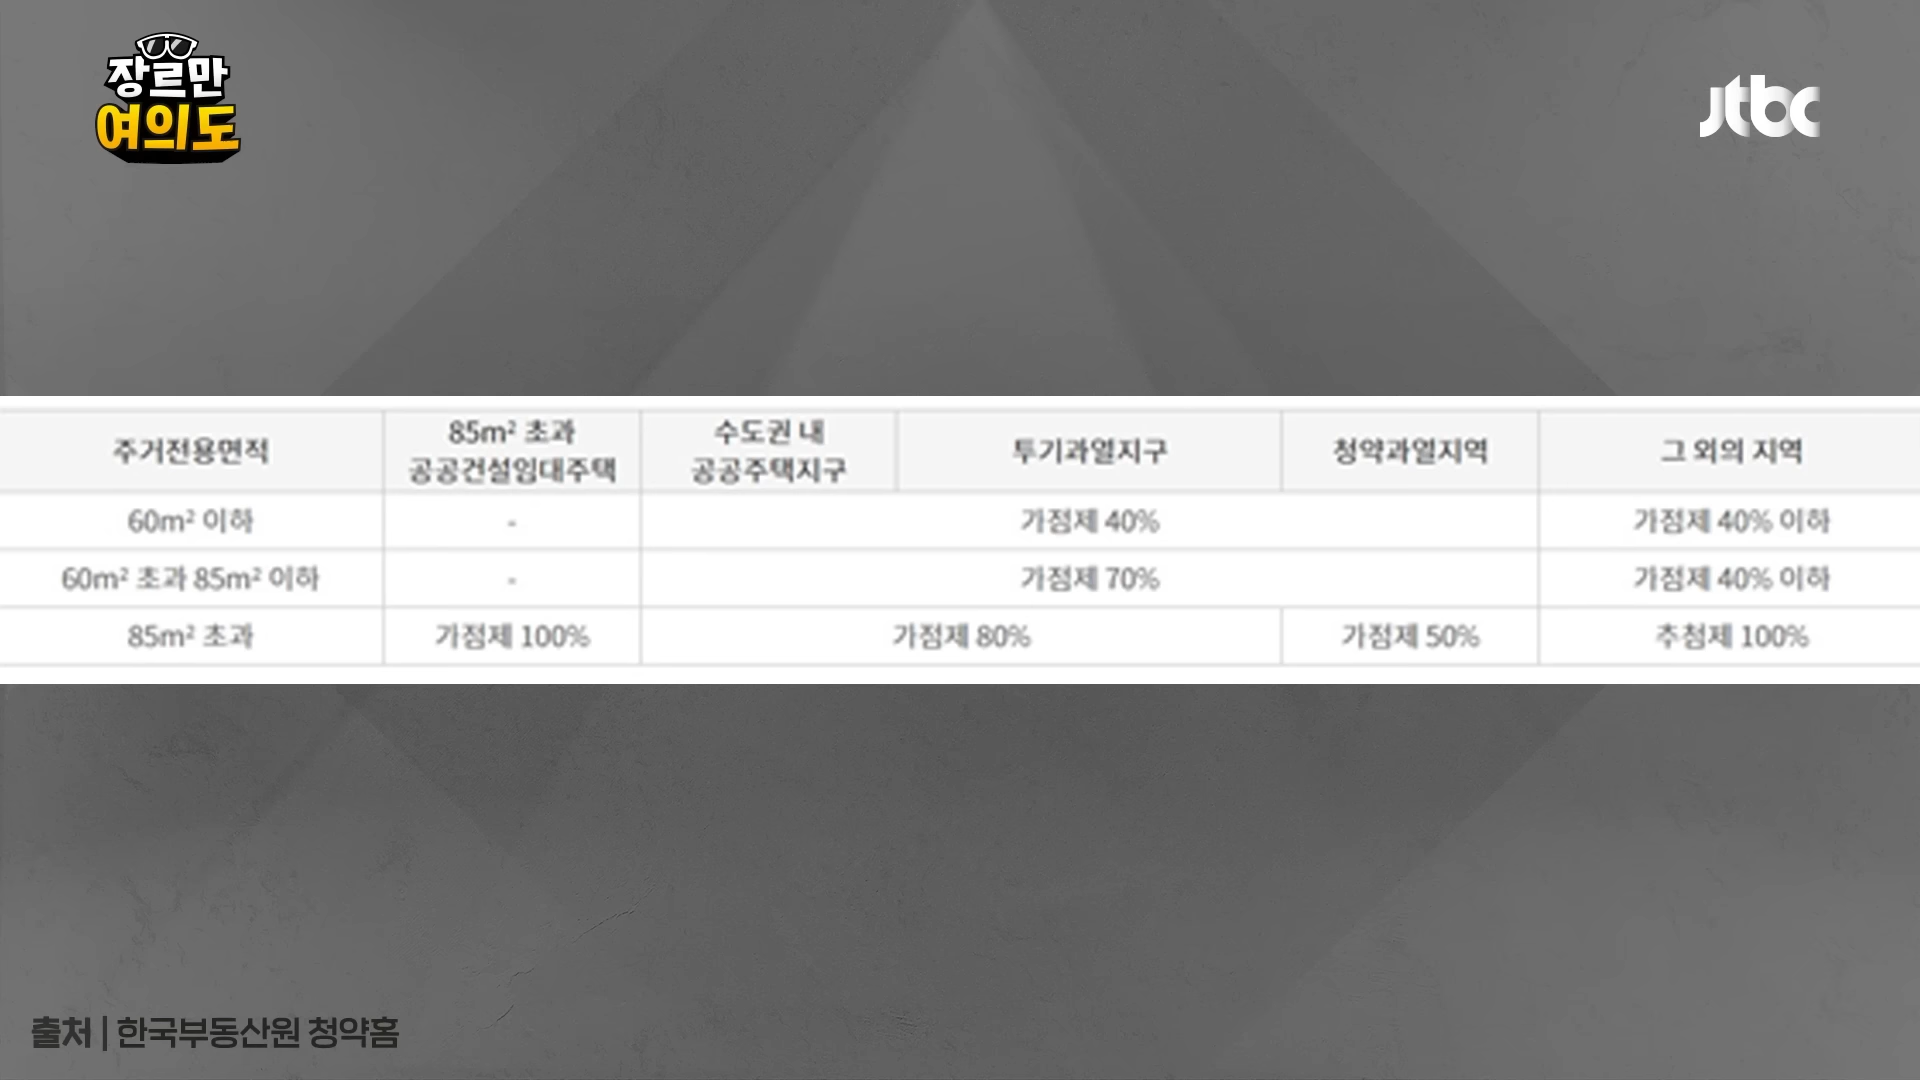 장르만
여의도
jtbc
주거전용면적
85m² 초과
공공건설임대주택
수도권 내
공공주택지구
투기과열지구
청약과열지역
그 외의 지역
60m² 이하
-
가점제 40%
가점제 40% 이하
60m² 초과 85m² 이하
-
가점제 70%
가점제 40% 이하
85m² 초과
가점제 100%
가점제 80%
가점제 50%
추첨제 100%
출처 | 한국부동산원 청약홈